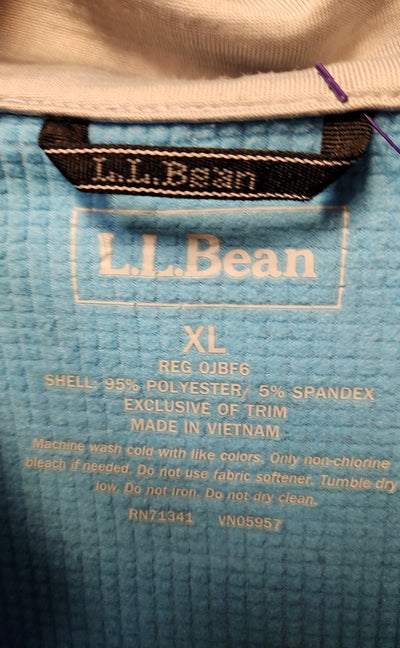 L.L.Bean
L.L.Bean
XL
REG 0JBF6
SHELL: 95% POLYESTER/ 5% SPANDEX
EXCLUSIVE OF TRIM
MADE IN VIETNAM
Machine wash cold with like colors. Only non-chlorine
bleach if needed. Do not use fabric softener. Tumble dry
low. Do not iron. Do not dry clean.
RN71341 VN05957